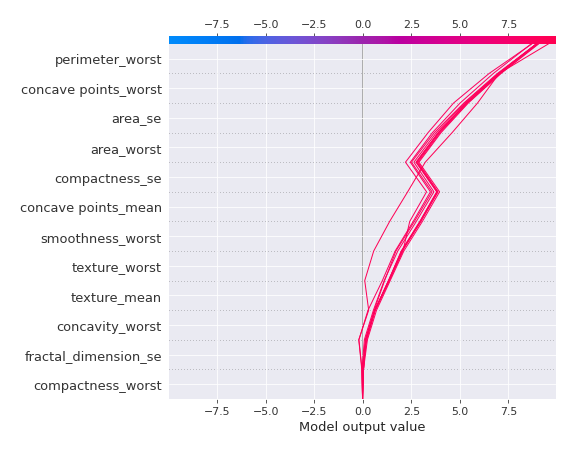 −7.5 −5.0 −2.5 0.0 2.5 5.0 7.5
perimeter_worst
concave points_worst
area_se
area_worst
compactness_se
concave points_mean
smoothness_worst
texture_worst
texture_mean
concavity_worst
fractal_dimension_se
compactness_worst
−7.5 −5.0 −2.5 0.0 2.5 5.0 7.5
Model output value